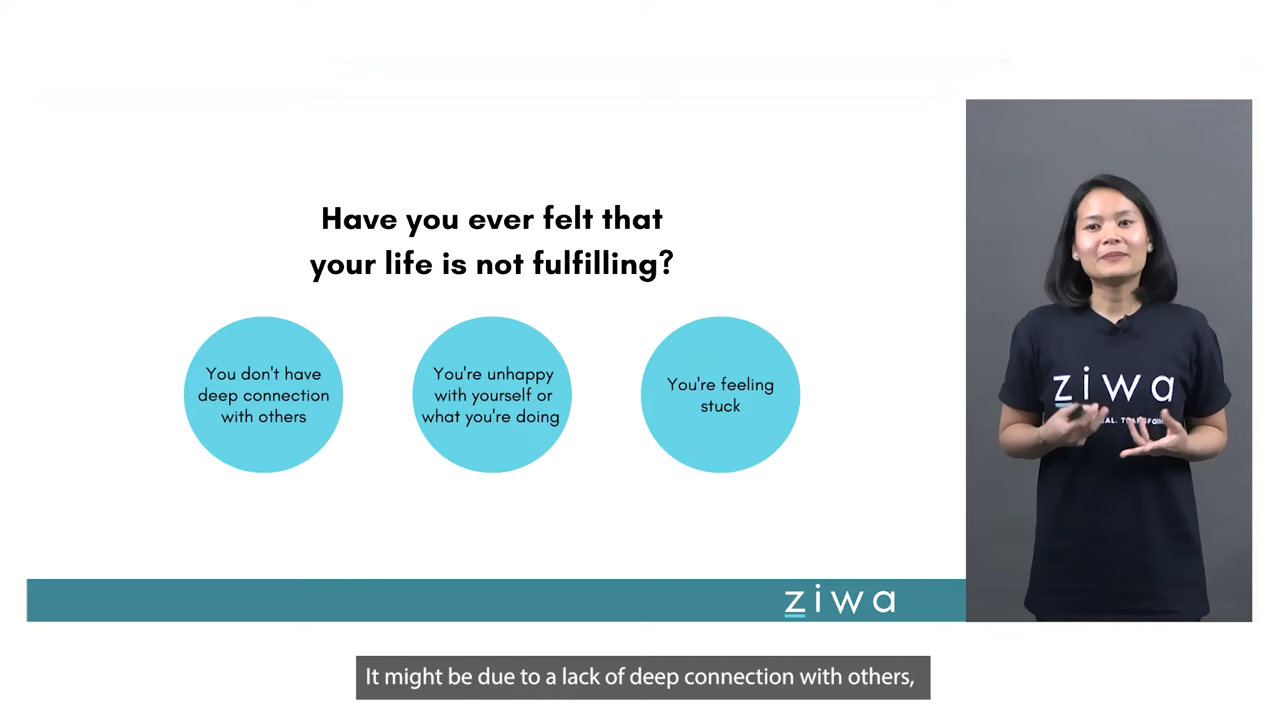 Have you ever felt that
your life is not fulfilling?
You don't have
deep connection
with others
You're unhappy
with yourself or
what you're doing
You're feeling
stuck
ziwa
ziwa
It might be due to a lack of deep connection with others,